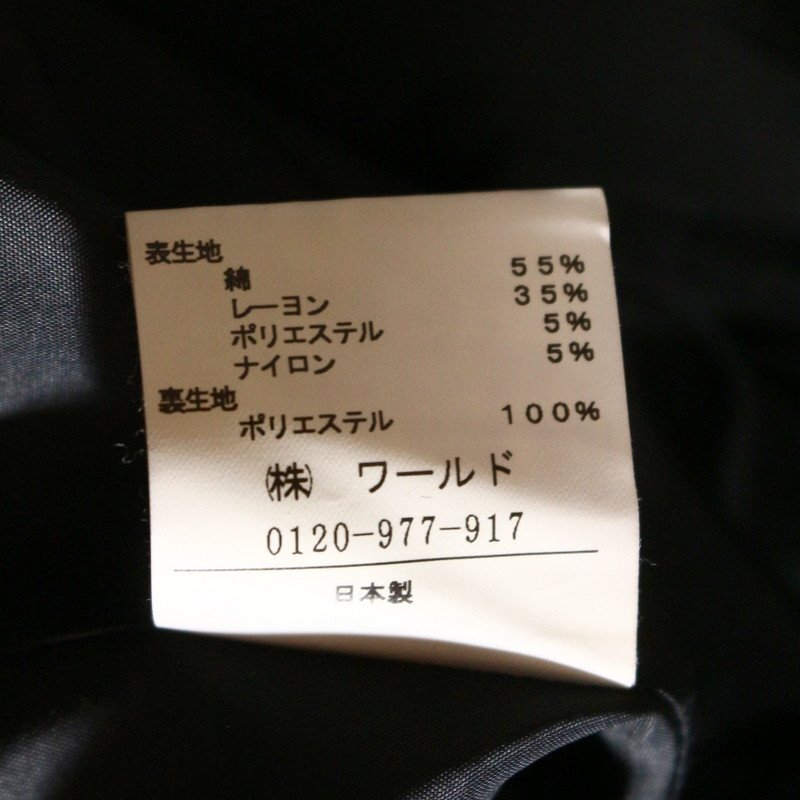 表生地
綿 55%
レーヨン 35%
ポリエステル 5%
ナイロン 5%
裏生地
ポリエステル 100%
㈱ ワールド
0120-977-917
日本製